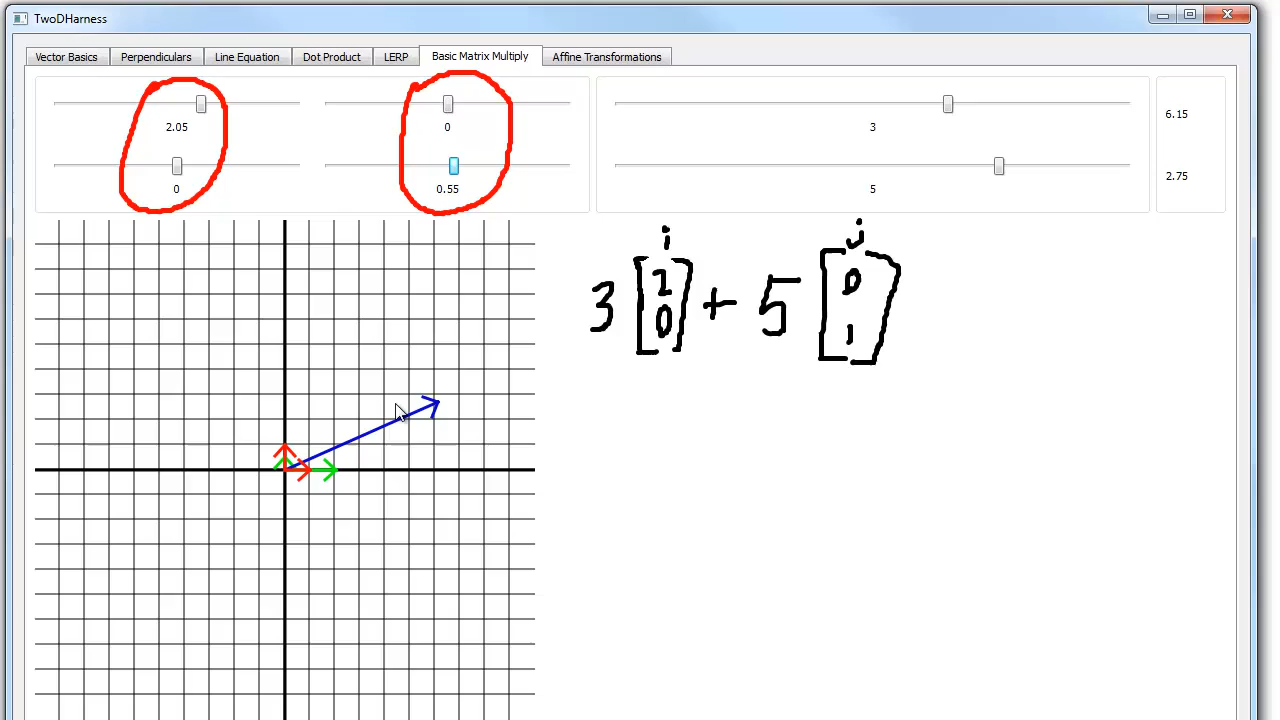 TwoDHarness
Vector Basics Perpendiculars Line Equation Dot Product LERP Basic Matrix Multiply Affine Transformations
2.05 0 3 6.15
0 0.55 5 2.75
i j
3 [2 0] + 5 [0 1]